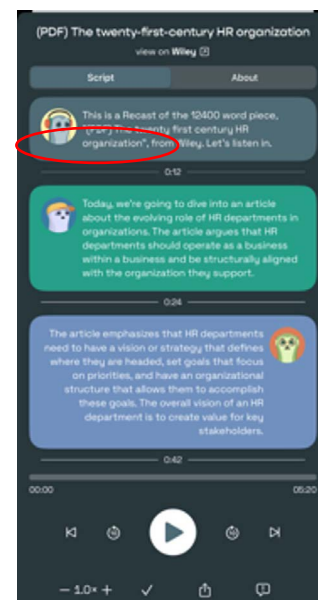 (PDF) The twenty-first-century HR organization
view on Wiley
Script
About
This is a Recast of the 12400 word piece,
"(PDF) The twenty first century HR
organization", from Wiley. Let's listen in.
0:12
Today, we're going to dive into an article
about the evolving role of HR departments in
organizations. The article argues that HR
departments should operate as a business
within a business and be structurally aligned
with the organization they support.
0:24
The article emphasizes that HR departments
need to have a vision or strategy that defines
where they are headed, set goals that focus
on priorities, and have an organizational
structure that allows them to accomplish
these goals. The overall vision of an HR
department is to create value for key
stakeholders.
0:42
00:00
05:20
10
10
— 1.0× +